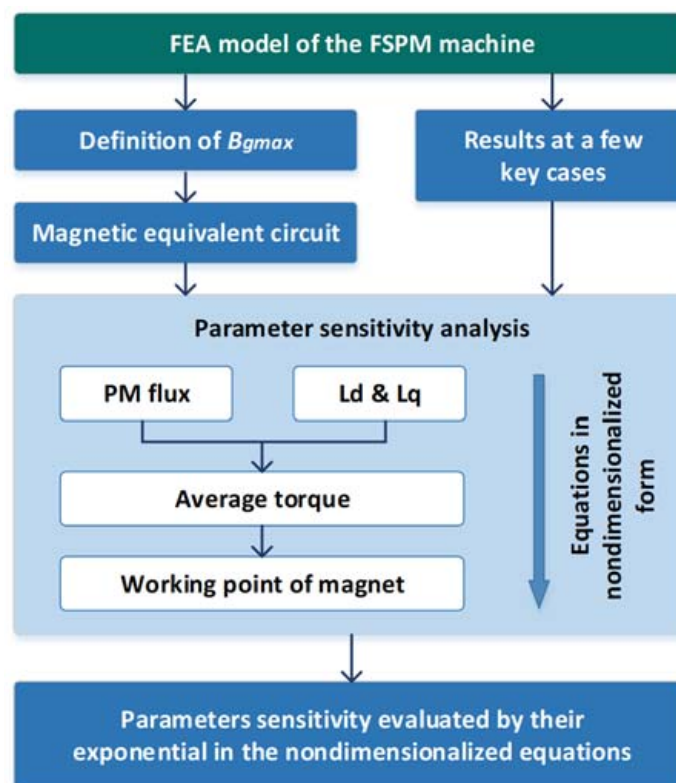 FEA model of the FSPM machine
Definition of Bgmax
Results at a few
key cases
Magnetic equivalent circuit
Parameter sensitivity analysis
PM flux
Ld & Lq
Average torque
Working point of magnet
Equations in
nondimensionalized
form
Parameters sensitivity evaluated by their
exponential in the nondimensionalized equations